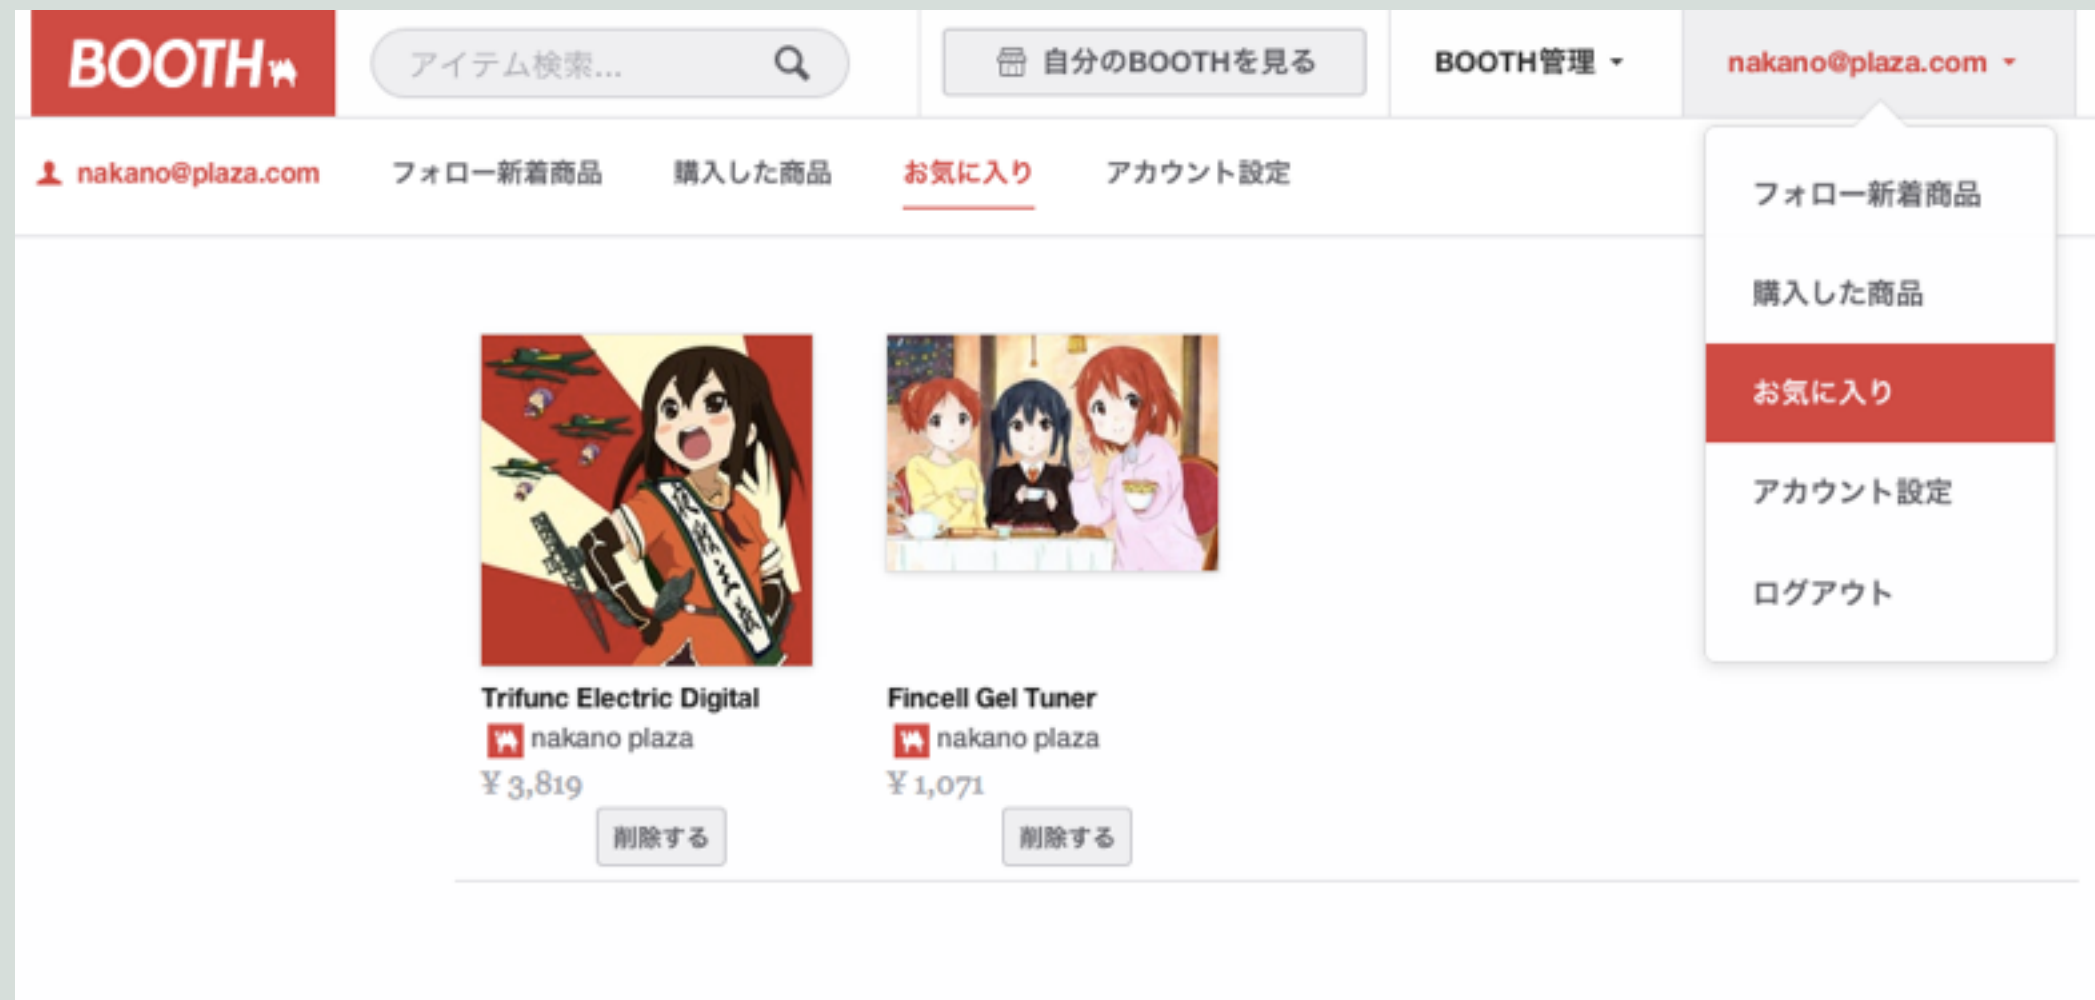 BOOTH
アイテム検索...
自分のBOOTHを見る
BOOTH管理
nakano@plaza.com
nakano@plaza.com
フォロー新着商品
購入した商品
お気に入り
アカウント設定
フォロー新着商品
購入した商品
お気に入り
アカウント設定
ログアウト
Trifunc Electric Digital
nakano plaza
¥ 3,819
削除する
Fincell Gel Tuner
nakano plaza
¥ 1,071
削除する